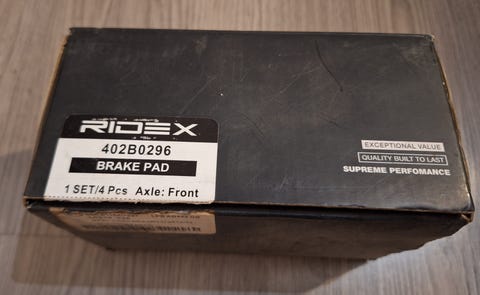 RIDEX
402B0296
BRAKE PAD
1 SET/4 Pcs Axle: Front
EXCEPTIONAL VALUE
QUALITY BUILT TO LAST
SUPREME PERFOMANCE